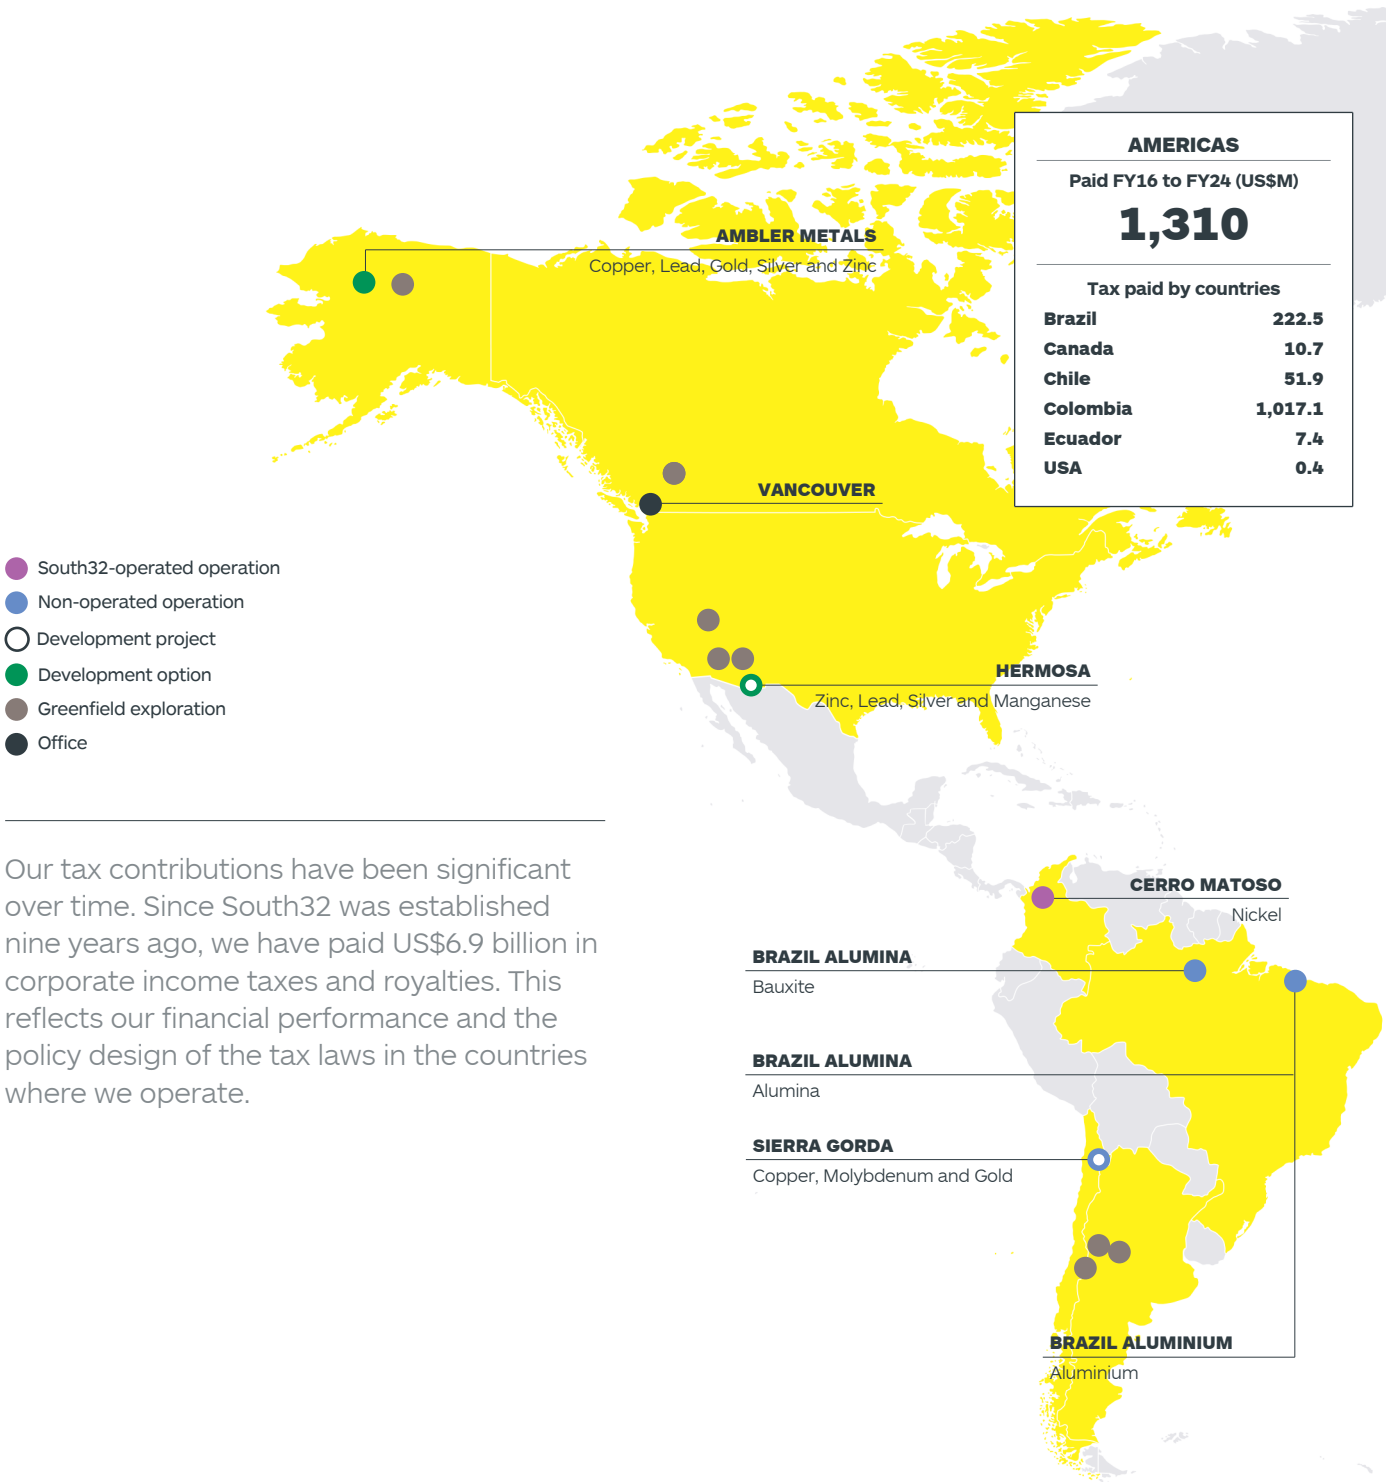 AMERICAS
Paid FY16 to FY24 (US$M)
1,310
Tax paid by countries
Brazil 222.5
Canada 10.7
Chile 51.9
Colombia 1,017.1
Ecuador 7.4
USA 0.4
AMBLER METALS
Copper, Lead, Gold, Silver and Zinc
VANCOUVER
South32-operated operation
Non-operated operation
Development project
Development option
Greenfield exploration
Office
HERMOSA
Zinc, Lead, Silver and Manganese
Our tax contributions have been significant
over time. Since South32 was established
nine years ago, we have paid US$6.9 billion in
corporate income taxes and royalties. This
reflects our financial performance and the
policy design of the tax laws in the countries
where we operate.
CERRO MATOSO
Nickel
BRAZIL ALUMINA
Bauxite
BRAZIL ALUMINA
Alumina
SIERRA GORDA
Copper, Molybdenum and Gold
BRAZIL ALUMINIUM
Aluminium